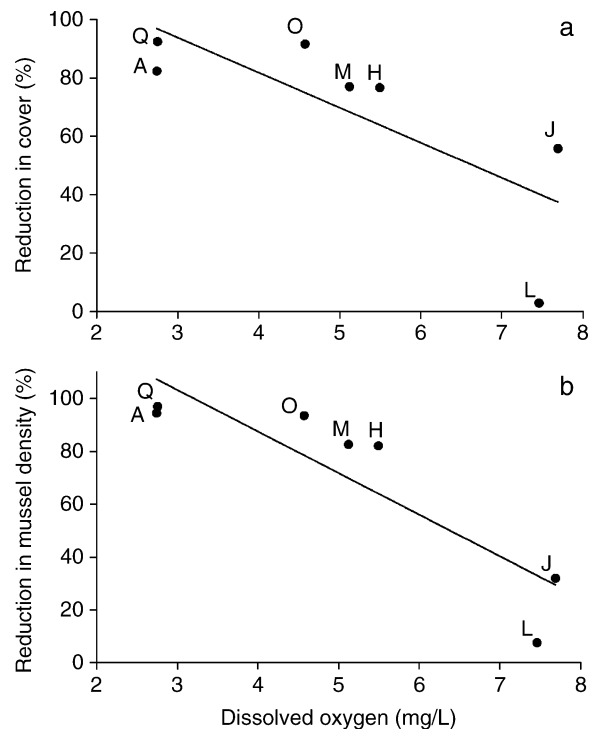 a
Reduction in cover (%)
100
80
60
40
20
0
Q
A
O
M
H
J
L
2 3 4 5 6 7 8
b
Reduction in mussel density (%)
100
80
60
40
20
0
Q
A
O
M
H
J
L
2 3 4 5 6 7 8
Dissolved oxygen (mg/L)